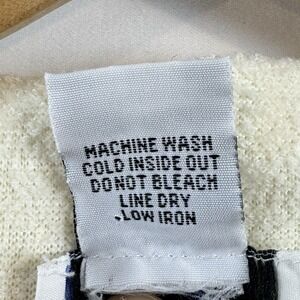 MACHINE WASH
COLD INSIDE OUT
DO NOT BLEACH
LINE DRY
LOW IRON